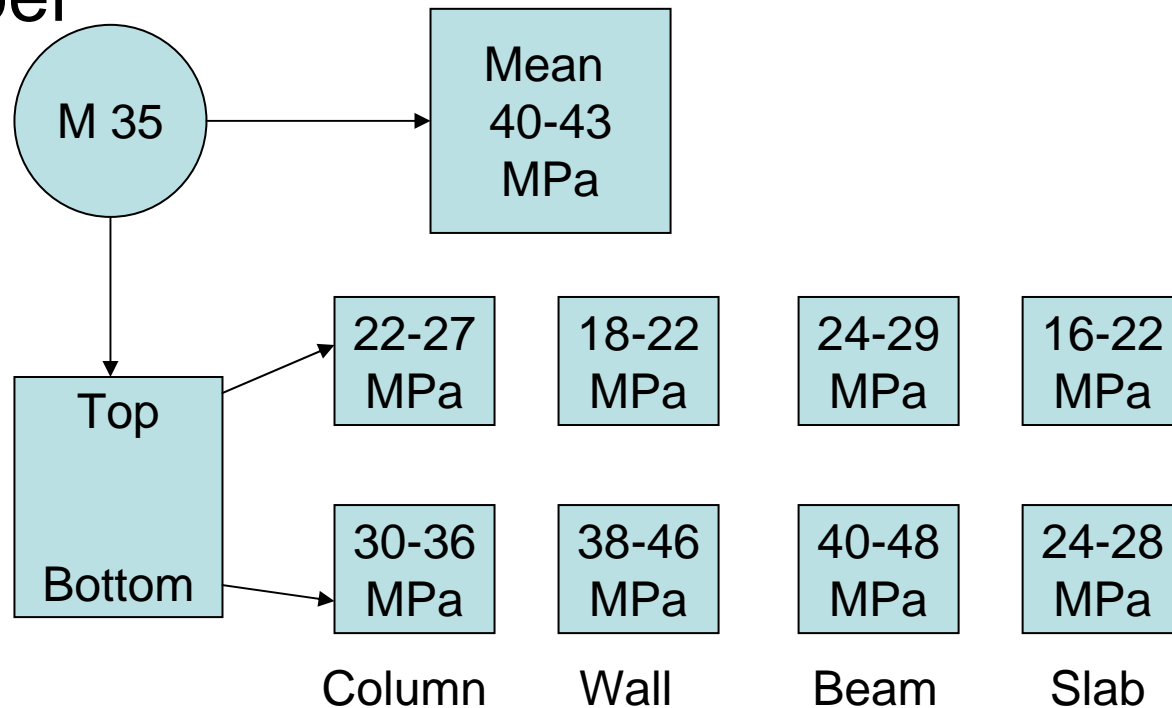 M 35
Mean
40-43
MPa
22-27
MPa
18-22
MPa
24-29
MPa
16-22
MPa
Top
Bottom
30-36
MPa
38-46
MPa
40-48
MPa
24-28
MPa
Column Wall Beam Slab